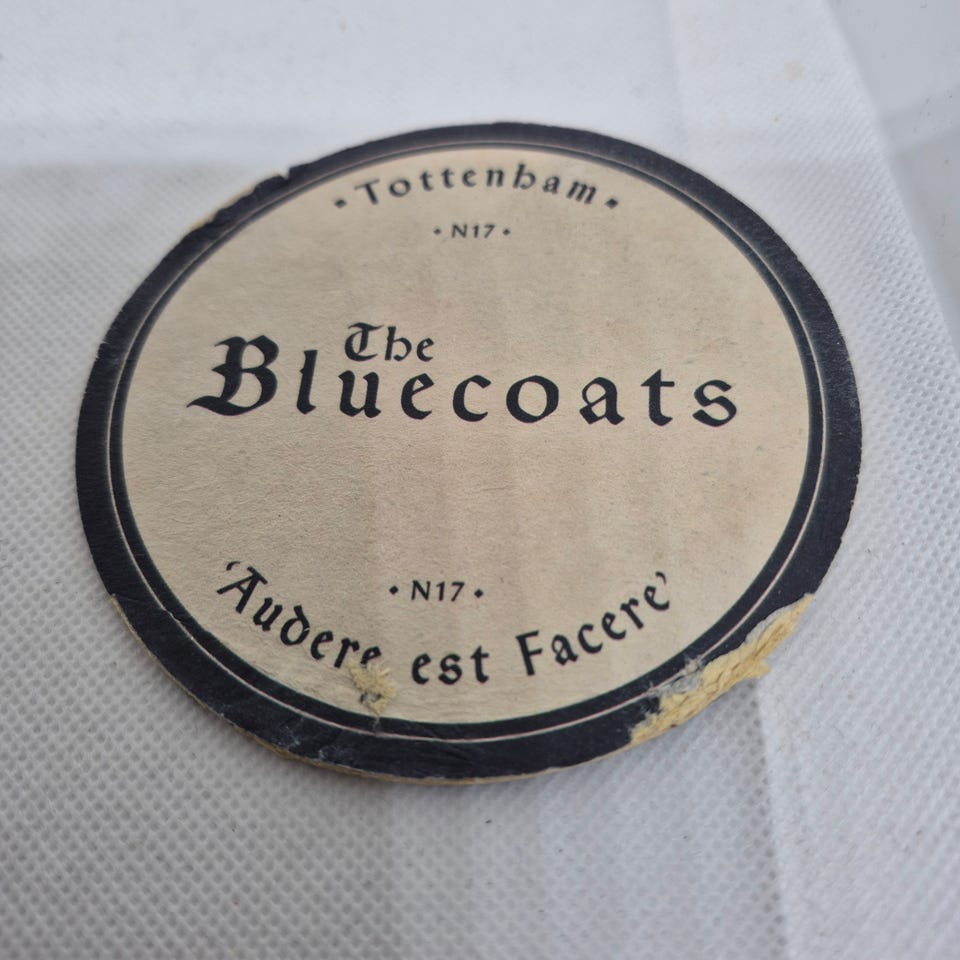 •Tottenham•
• N17 •
The
Bluecoats
• N17 •
'Audere est Facere'